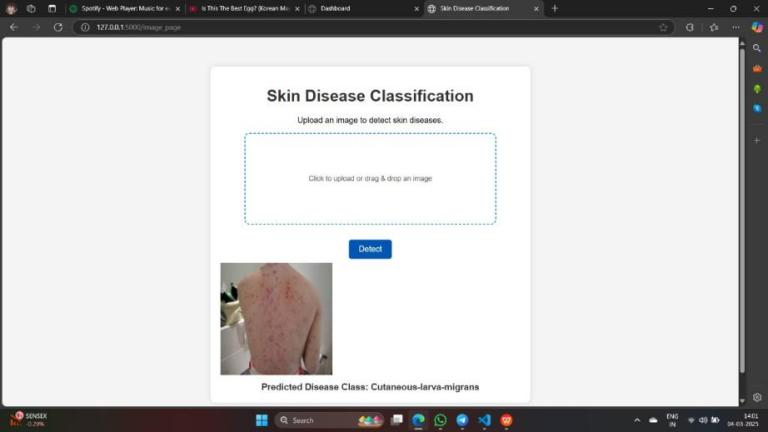 Spotify - Web Player: Music for e
Is This The Best Egg? (Korean Ma
Dashboard
Skin Disease Classification
127.0.0.1:5000/image_page
Skin Disease Classification
Upload an image to detect skin diseases.
Click to upload or drag & drop an image
Detect
Predicted Disease Class: Cutaneous-larva-migrans
SENSEX
-0.29%
Search
ENG
IN
14:01
04-03-2025